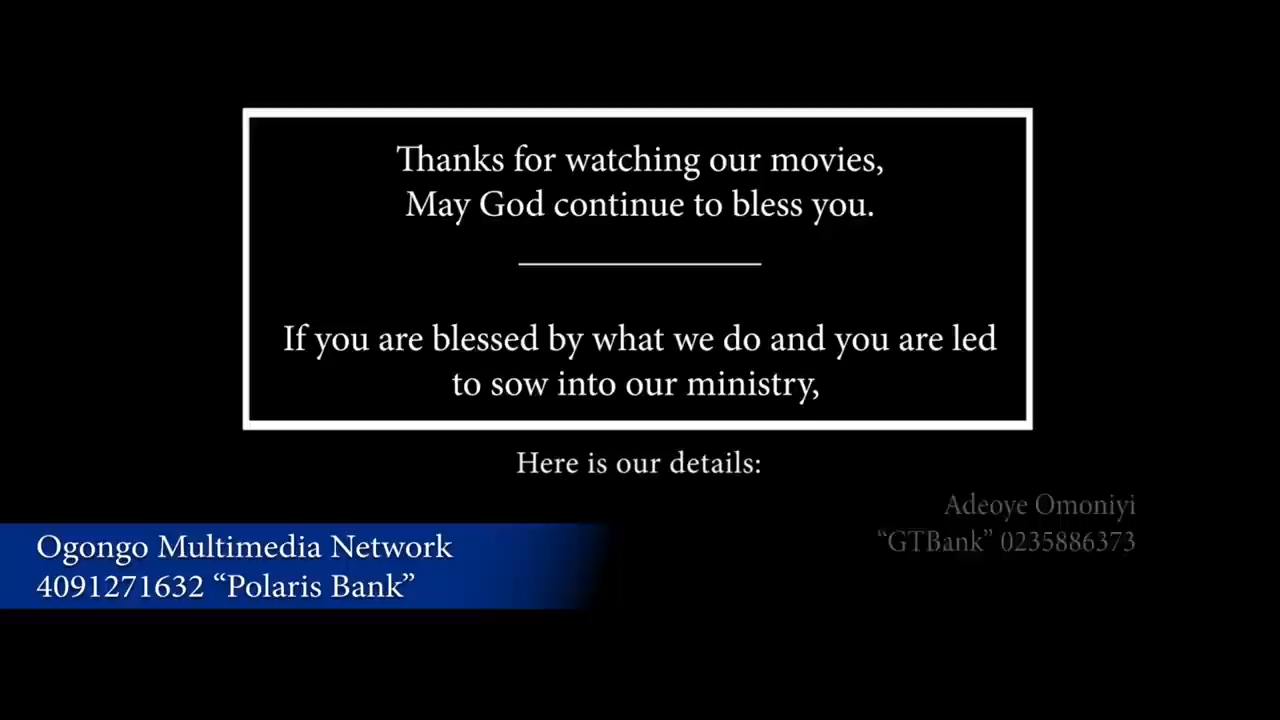 Thanks for watching our movies,
May God continue to bless you.
If you are blessed by what we do and you are led
to sow into our ministry,
Here is our details:
Adeoye Omoniyi
“GTBank” 0235886373
Ogongo Multimedia Network
4091271632 “Polaris Bank”